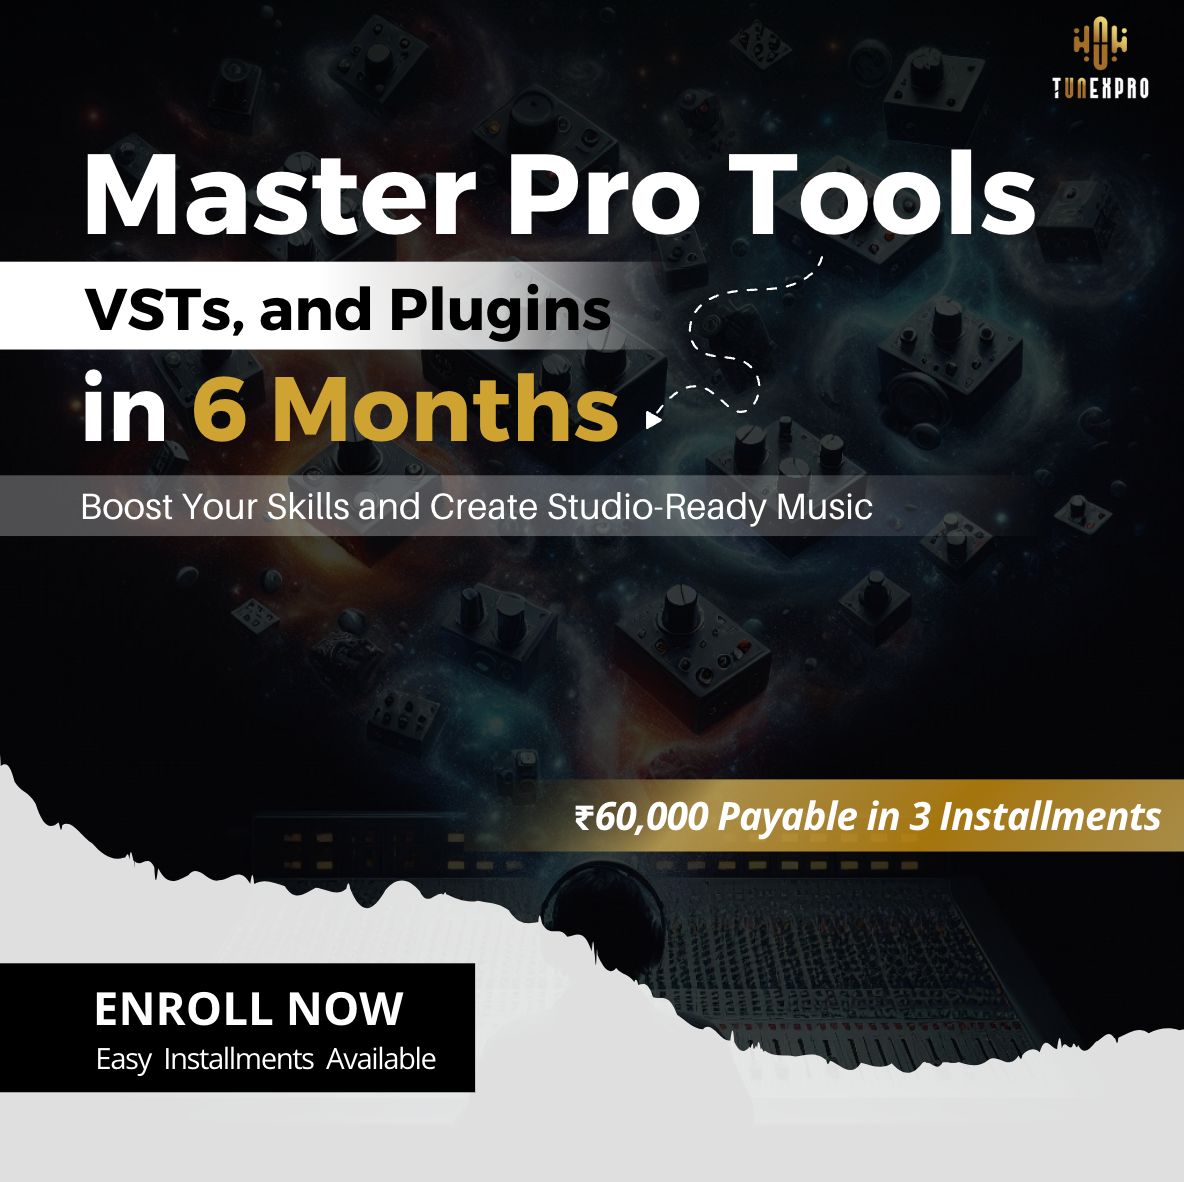 TUNEXPRO
Master Pro Tools
VSTs, and Plugins
in 6 Months
Boost Your Skills and Create Studio-Ready Music
₹60,000 Payable in 3 Installments
ENROLL NOW
Easy Installments Available